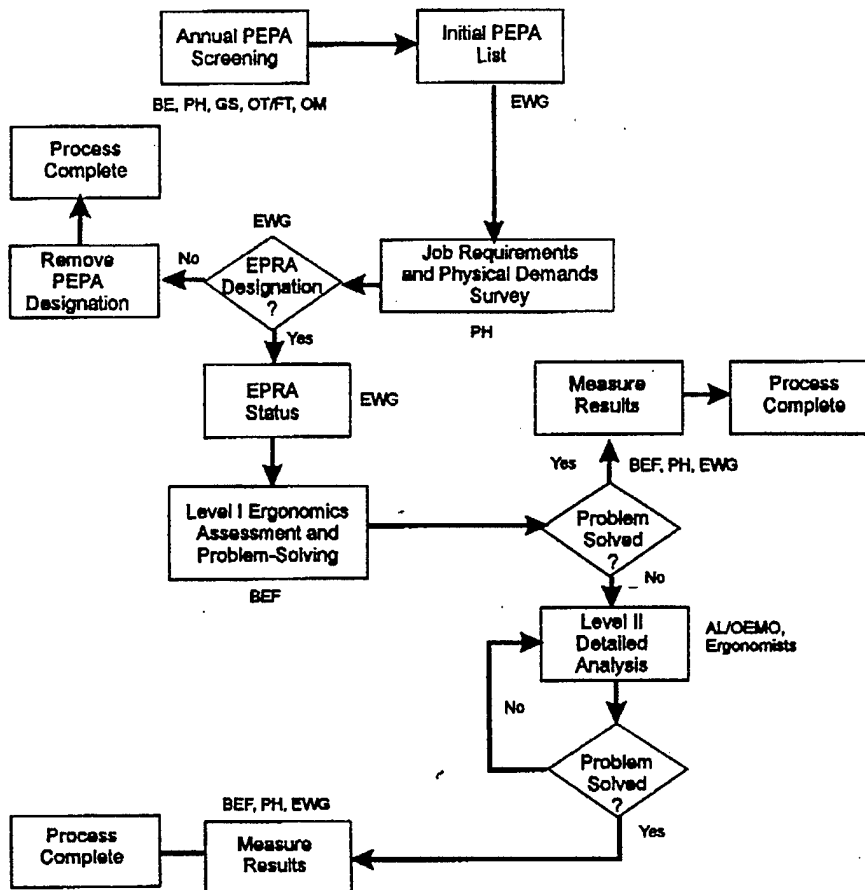 Annual PEPA
Screening
Initial PEPA
List
BE, PH, GS, OT/FT, OM
EWG
Process
Complete
EWG
No
Remove
PEPA
Designation
EPRA
Designation
?
Job Requirements
and Physical Demands
Survey
PH
Yes
EPRA
Status
EWG
Measure
Results
Process
Complete
Yes
BEF, PH, EWG
Level I Ergonomics
Assessment and
Problem-Solving
BEF
Problem
Solved
?
No
Level II
Detailed
Analysis
AL/OEMO,
Ergonomists
No
Problem
Solved
?
Yes
BEF, PH, EWG
Process
Complete
Measure
Results